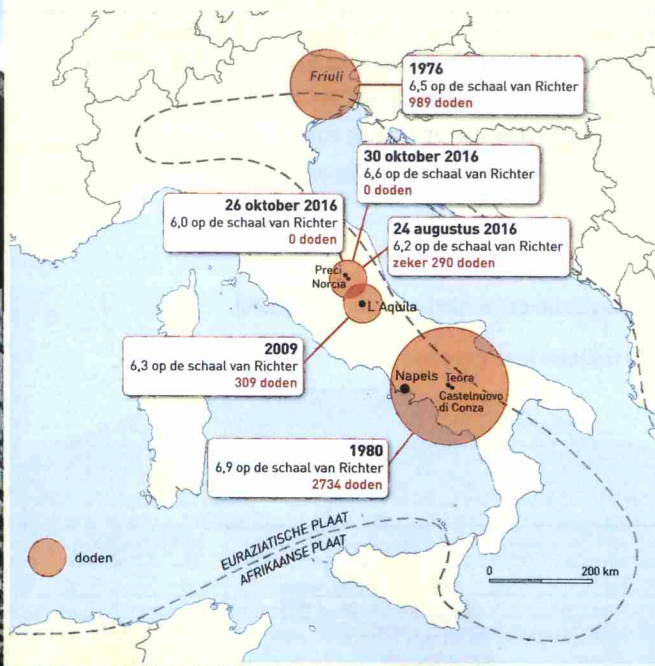 Friuli
1976
6,5 op de schaal van Richter
989 doden
30 oktober 2016
6,6 op de schaal van Richter
0 doden
26 oktober 2016
6,0 op de schaal van Richter
0 doden
24 augustus 2016
6,2 op de schaal van Richter
zeker 290 doden
Preci
Norcia
L'Aquila
2009
6,3 op de schaal van Richter
309 doden
Napels
Teora
Castelnuovo
di Conza
1980
6,9 op de schaal van Richter
2734 doden
EURAZIATISCHE PLAAT
AFRIKAANSE PLAAT
doden
0 200 km